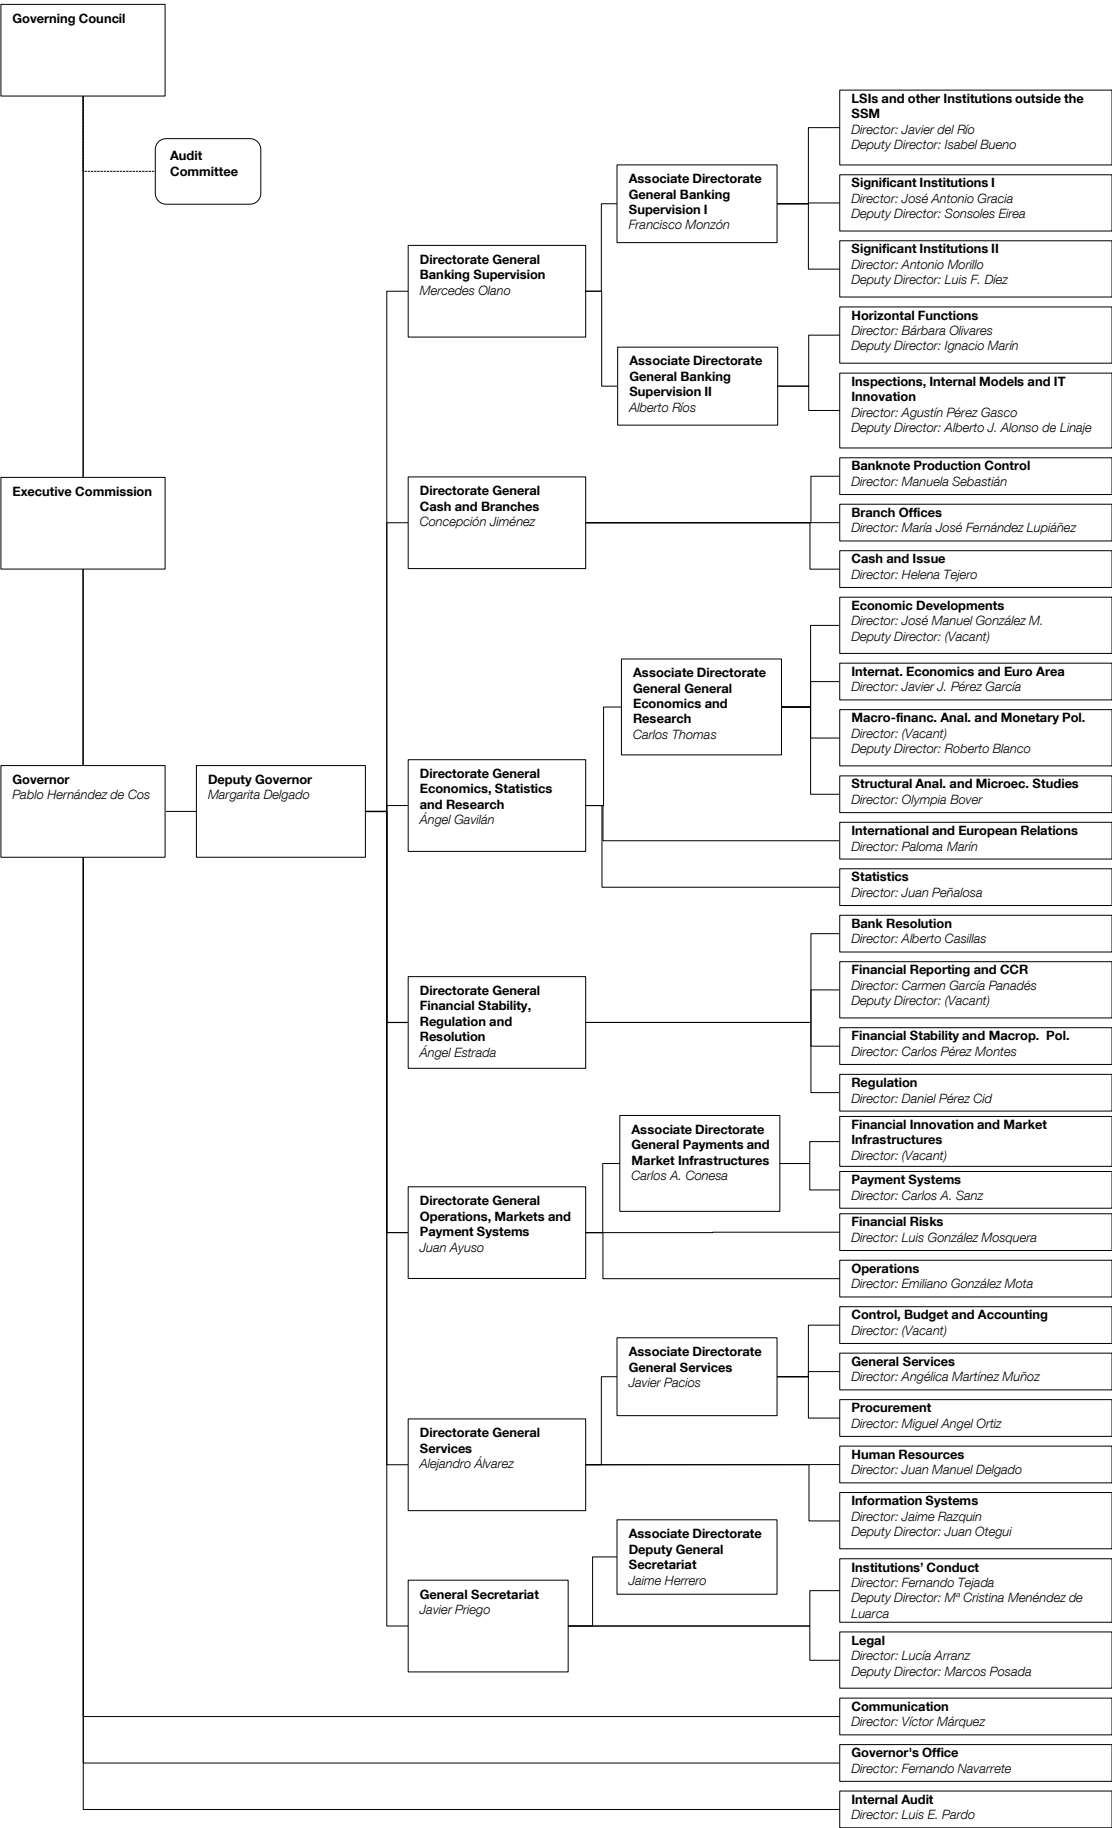 Governing Council
Audit
Committee
Executive Commission
Governor
Pablo Hernández de Cos
Deputy Governor
Margarita Delgado
Directorate General
Banking Supervision
Mercedes Olano
Associate Directorate
General Banking
Supervision I
Francisco Monzón
LSIs and other Institutions outside the
SSM
Director: Javier del Río
Deputy Director: Isabel Bueno
Significant Institutions I
Director: José Antonio Gracia
Deputy Director: Sonsoles Eirea
Significant Institutions II
Director: Antonio Morillo
Deputy Director: Luis F. Díez
Associate Directorate
General Banking
Supervision II
Alberto Ríos
Horizontal Functions
Director: Bárbara Olivares
Deputy Director: Ignacio Marín
Inspections, Internal Models and IT
Innovation
Director: Agustín Pérez Gasco
Deputy Director: Alberto J. Alonso de Linaje
Directorate General
Cash and Branches
Concepción Jiménez
Banknote Production Control
Director: Manuela Sebastián
Branch Offices
Director: María José Fernández Lupiáñez
Cash and Issue
Director: Helena Tejero
Directorate General
Economics, Statistics
and Research
Ángel Gavilán
Associate Directorate
General General
Economics and
Research
Carlos Thomas
Economic Developments
Director: José Manuel González M.
Deputy Director: (Vacant)
Internat. Economics and Euro Area
Director: Javier J. Pérez García
Macro-financ. Anal. and Monetary Pol.
Director: (Vacant)
Deputy Director: Roberto Blanco
Structural Anal. and Microec. Studies
Director: Olympia Bover
International and European Relations
Director: Paloma Marín
Statistics
Director: Juan Peñalosa
Directorate General
Financial Stability,
Regulation and
Resolution
Ángel Estrada
Bank Resolution
Director: Alberto Casillas
Financial Reporting and CCR
Director: Carmen García Panadés
Deputy Director: (Vacant)
Financial Stability and Macrop. Pol.
Director: Carlos Pérez Montes
Regulation
Director: Daniel Pérez Cid
Directorate General
Operations, Markets and
Payment Systems
Juan Ayuso
Associate Directorate
General Payments and
Market Infrastructures
Carlos A. Conesa
Financial Innovation and Market
Infrastructures
Director: (Vacant)
Payment Systems
Director: Carlos A. Sanz
Financial Risks
Director: Luis González Mosquera
Operations
Director: Emiliano González Mota
Directorate General
Services
Alejandro Álvarez
Associate Directorate
General Services
Javier Pacios
Control, Budget and Accounting
Director: (Vacant)
General Services
Director: Angélica Martínez Muñoz
Procurement
Director: Miguel Angel Ortiz
Human Resources
Director: Juan Manuel Delgado
Information Systems
Director: Jaime Razquin
Deputy Director: Juan Otegui
General Secretariat
Javier Priego
Associate Directorate
Deputy General
Secretariat
Jaime Herrero
Institutions’ Conduct
Director: Fernando Tejada
Deputy Director: Mª Cristina Menéndez de
Luarca
Legal
Director: Lucía Arranz
Deputy Director: Marcos Posada
Communication
Director: Víctor Márquez
Governor's Office
Director: Fernando Navarrete
Internal Audit
Director: Luis E. Pardo